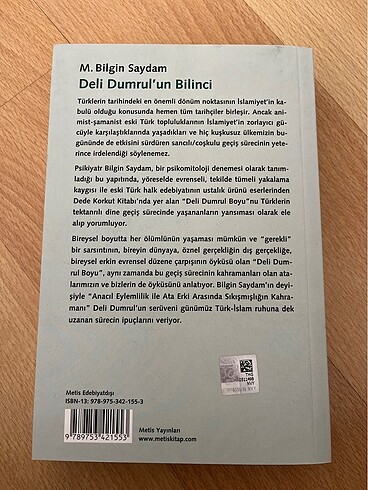 M. Bilgin Saydam
Deli Dumrul'un Bilinci
Türklerin tarihindeki en önemli dönüm noktasının İslamiyet'in ka-
bulü olduğu konusunda hemen tüm tarihçiler birleşir. Ancak ani-
mist-şamanist eski Türk topluluklarının İslamiyet'in zorlayıcı gü-
cüyle karşılaştıklarında yaşadıkları ve hiç kuşkusuz ülkemizin bu-
gününde de etkisini sürdüren sancılı/coşkulu geçiş sürecinin yete-
rince irdelendiği söylenemez.
Psikiyatr Bilgin Saydam, bir psikomitoloji denemesi olarak tanım-
ladığı bu yapıtında, yöreselde evrenseli, tekilde tümeli yakalama
kaygısı ile eski Türk halk edebiyatının ustalık ürünü eserlerinden
Dede Korkut Kitabı'nda yer alan "Deli Dumrul Boyu"nu Türklerin
tektanrılı dine geçiş sürecinde yaşananların yansıması olarak ele
alıp yorumluyor.
Bireysel boyutta her ölümlünün yaşaması mümkün ve "gerekli"
bir sarsıntının, bireyin dünyaya, öznel gerçekliğin dış gerçekliğe,
bireysel erkin evrensel düzene çarpışının öyküsü olan "Deli Dum-
rul Boyu", aynı zamanda bu geçiş sürecinin kahramanları olan ata-
larımızın ve bizlerin de öyküsünü anlatıyor. Bilgin Saydam'ın deyi-
şiyle "Anacıl Eylemlilik ile Ata Erki Arasında Sıkışmışlığın Kahra-
manı" Deli Dumrul'un serüveni günümüz Türk-İslam ruhuna dek
uzanan sürecin ipuçlarını veriyor.
Metis Edebiyatdışı
ISBN-13: 978-975-342-155-3
9 789753 421553
Metis Yayınları
www.metiskitap.com